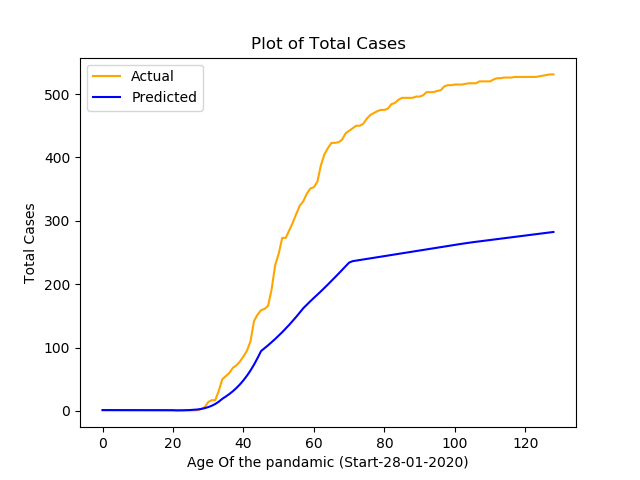 Plot of Total Cases
Actual
Predicted
Total Cases
500
400
300
200
100
0
0 20 40 60 80 100 120
Age Of the pandamic (Start-28-01-2020)